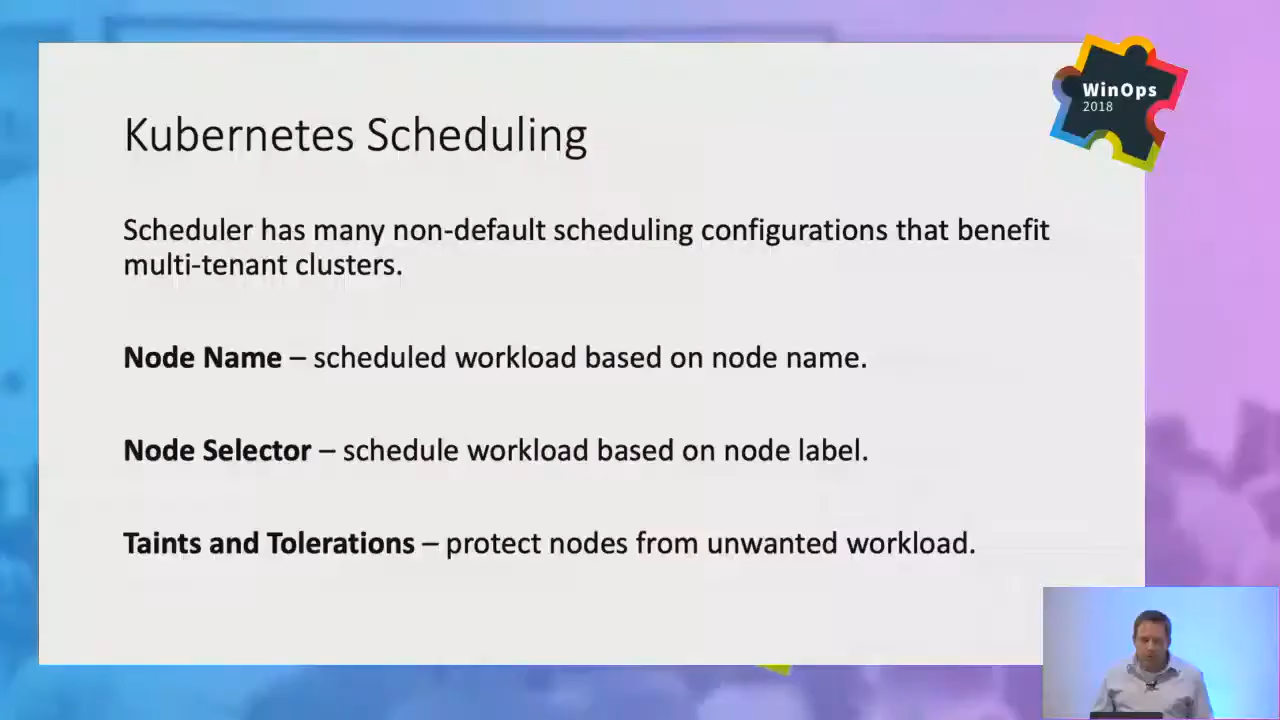 WinOps
2018
Kubernetes Scheduling
Scheduler has many non-default scheduling configurations that benefit
multi-tenant clusters.
Node Name – scheduled workload based on node name.
Node Selector – schedule workload based on node label.
Taints and Tolerations – protect nodes from unwanted workload.